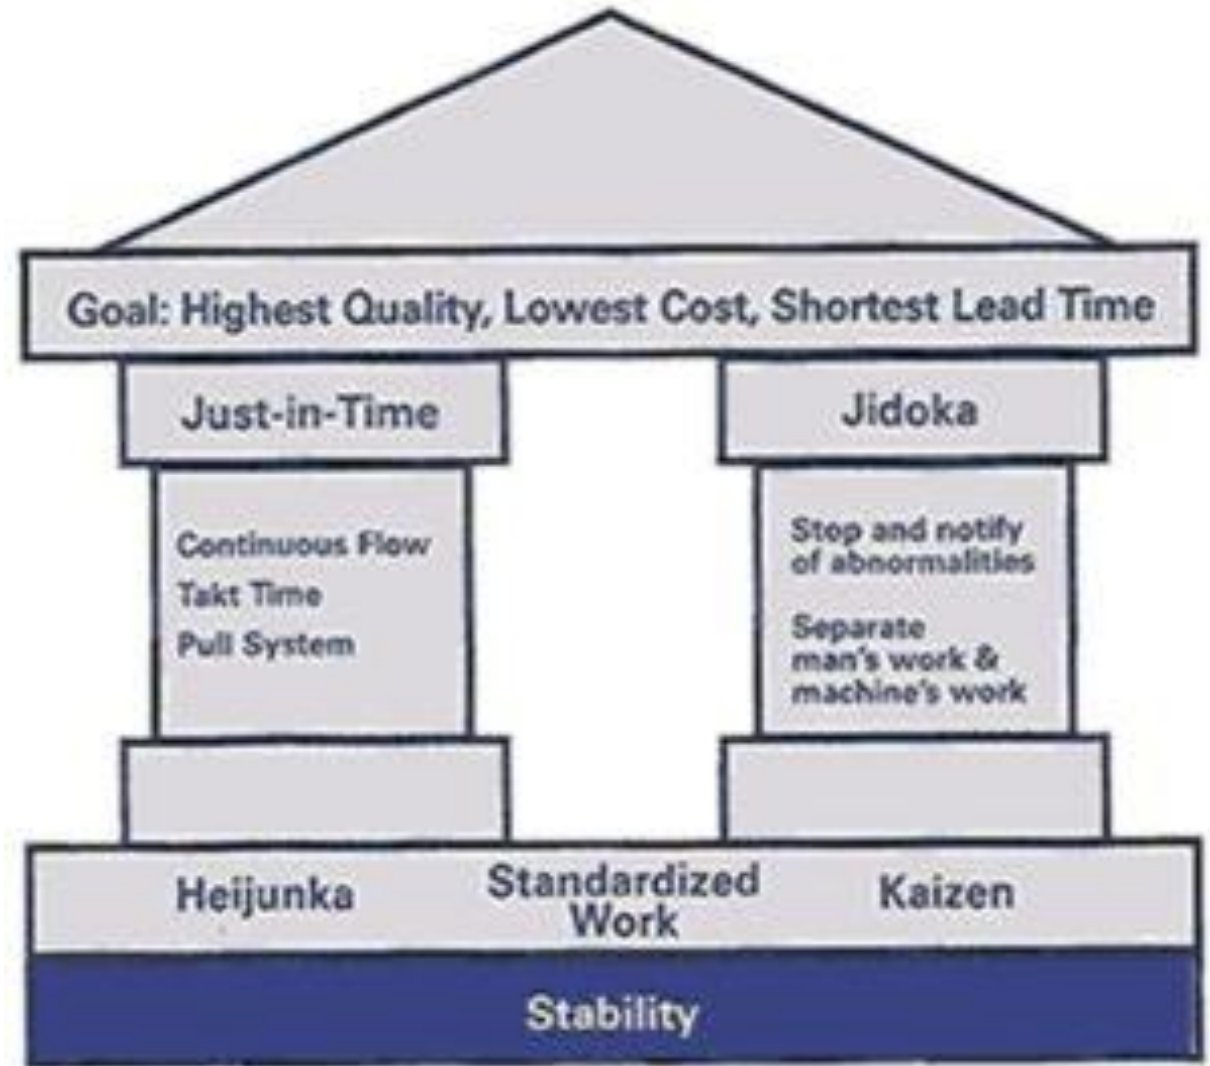 Goal: Highest Quality, Lowest Cost, Shortest Lead Time
Just-in-Time
Jidoka
Continuous Flow
Takt Time
Pull System
Stop and notify
of abnormalities
Separate
man's work &
machine's work
Heijunka
Standardized
Work
Kaizen
Stability